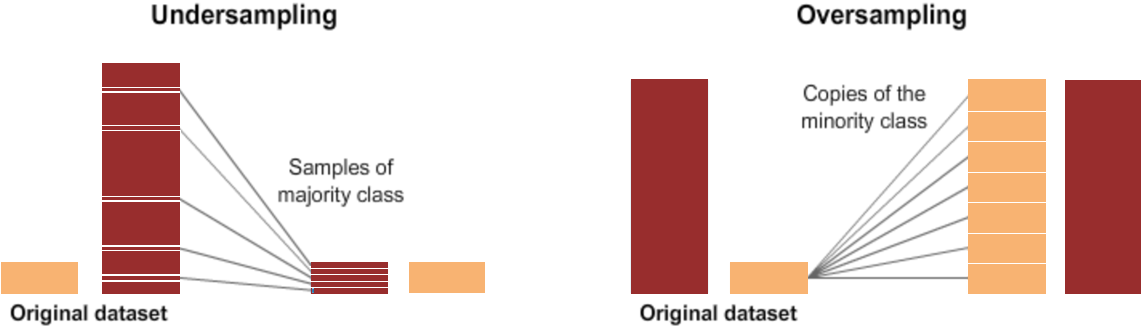 Undersampling
Samples of
majority class
Original dataset
Oversampling
Copies of the
minority class
Original dataset